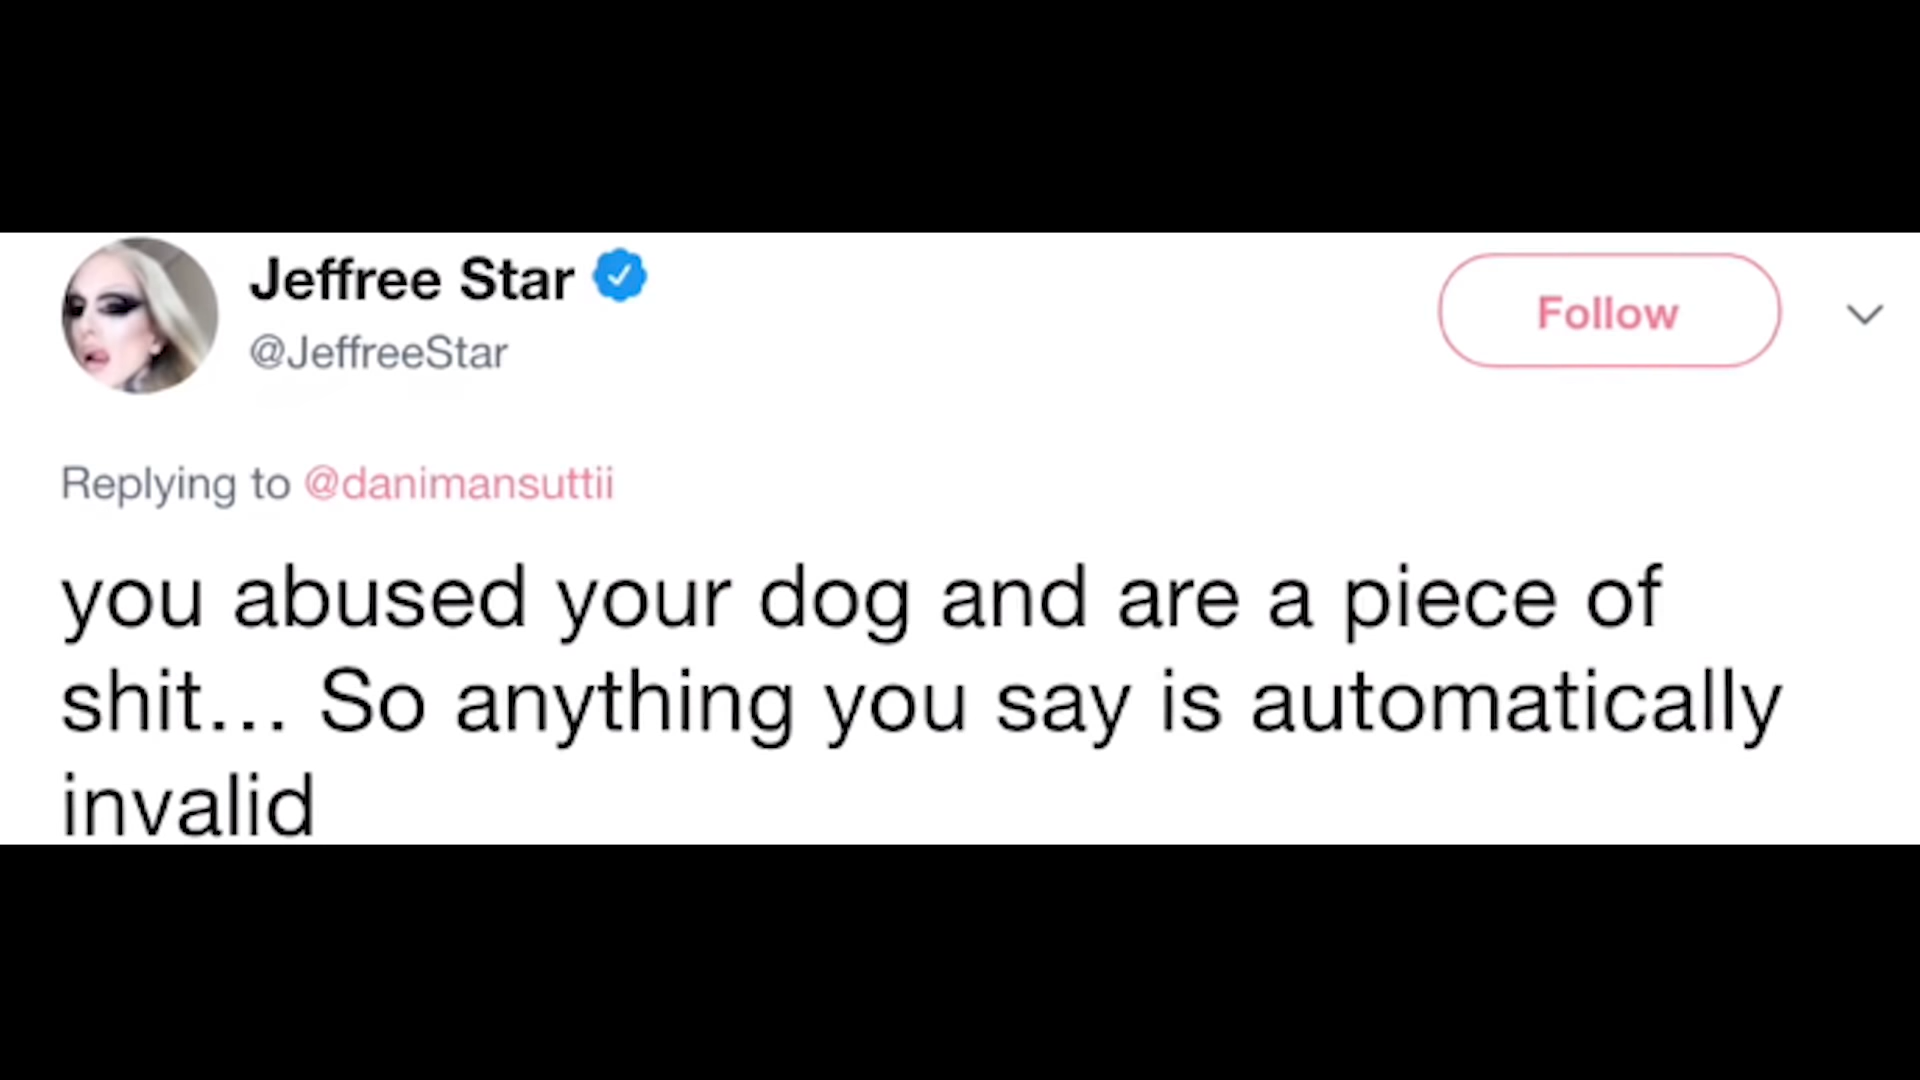 Jeffree Star
@JeffreeStar
Follow
Replying to @danimansuttii
you abused your dog and are a piece of
shit... So anything you say is automatically
invalid